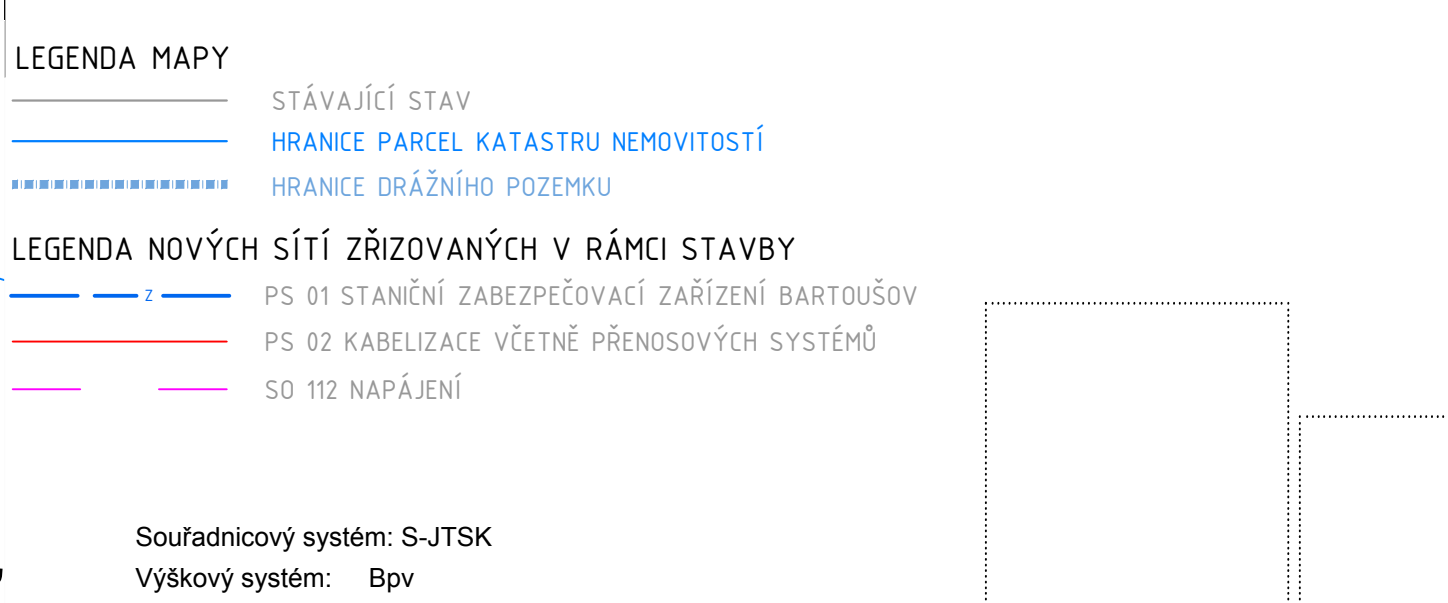 LEGENDA MAPY
STÁVAJÍCÍ STAV
HRANICE PARCEL KATASTRU NEMOVITOSTÍ
HRANICE DRÁŽNÍHO POZEMKU
LEGENDA NOVÝCH SÍTÍ ZŘIZOVANÝCH V RÁMCI STAVBY
Z PS 01 STANIČNÍ ZABEZPEČOVACÍ ZAŘÍZENÍ BARTOUŠOV
PS 02 KABELIZACE VČETNĚ PŘENOSOVÝCH SYSTÉMŮ
SO 112 NAPÁJENÍ
Souřadnicový systém: S-JTSK
Výškový systém: Bpv